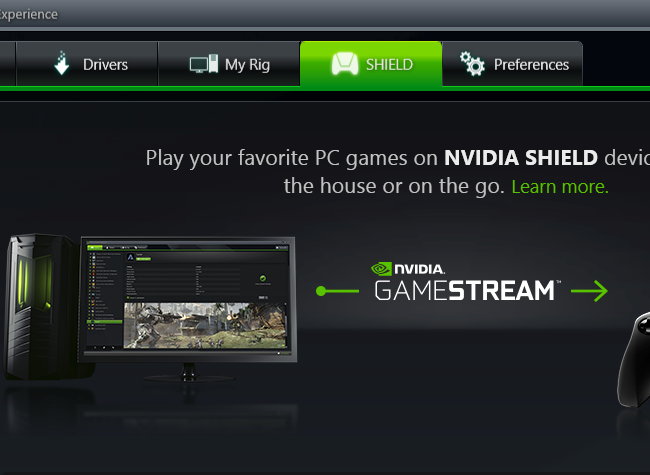 Experience
Drivers
My Rig
SHIELD
Preferences
Play your favorite PC games on NVIDIA SHIELD devic
the house or on the go. Learn more.
NVIDIA.
GAMESTREAM™